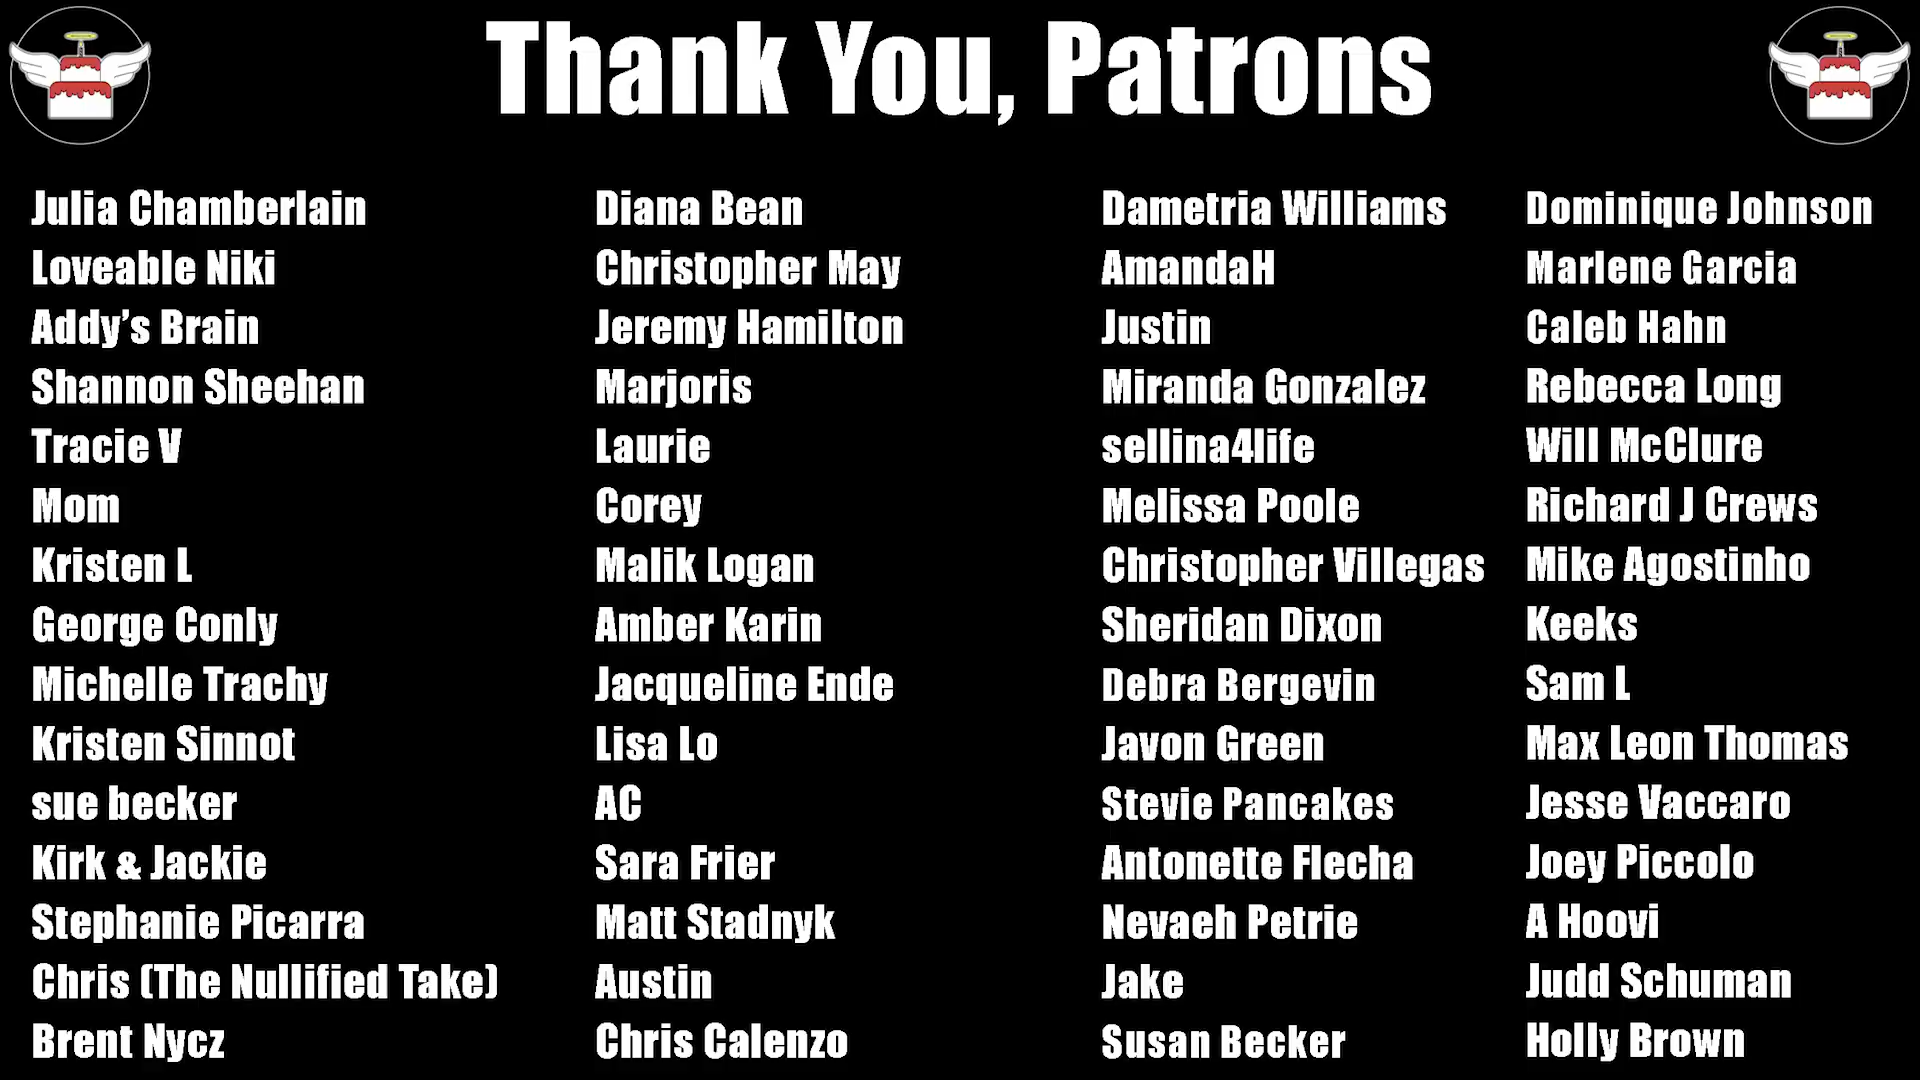 Thank You, Patrons
Julia Chamberlain
Loveable Niki
Addy’s Brain
Shannon Sheehan
Tracie V
Mom
Kristen L
George Conly
Michelle Trachy
Kristen Sinnot
sue becker
Kirk & Jackie
Stephanie Picarra
Chris (The Nullified Take)
Brent Nycz
Diana Bean
Christopher May
Jeremy Hamilton
Marjoris
Laurie
Corey
Malik Logan
Amber Karin
Jacqueline Ende
Lisa Lo
AC
Sara Frier
Matt Stadnyk
Austin
Chris Calenzo
Dametria Williams
AmandaH
Justin
Miranda Gonzalez
sellina4life
Melissa Poole
Christopher Villegas
Sheridan Dixon
Debra Bergevin
Javon Green
Stevie Pancakes
Antonette Flecha
Nevaeh Petrie
Jake
Susan Becker
Dominique Johnson
Marlene Garcia
Caleb Hahn
Rebecca Long
Will McClure
Richard J Crews
Mike Agostinho
Keeks
Sam L
Max Leon Thomas
Jesse Vaccaro
Joey Piccolo
A Hoovi
Judd Schuman
Holly Brown